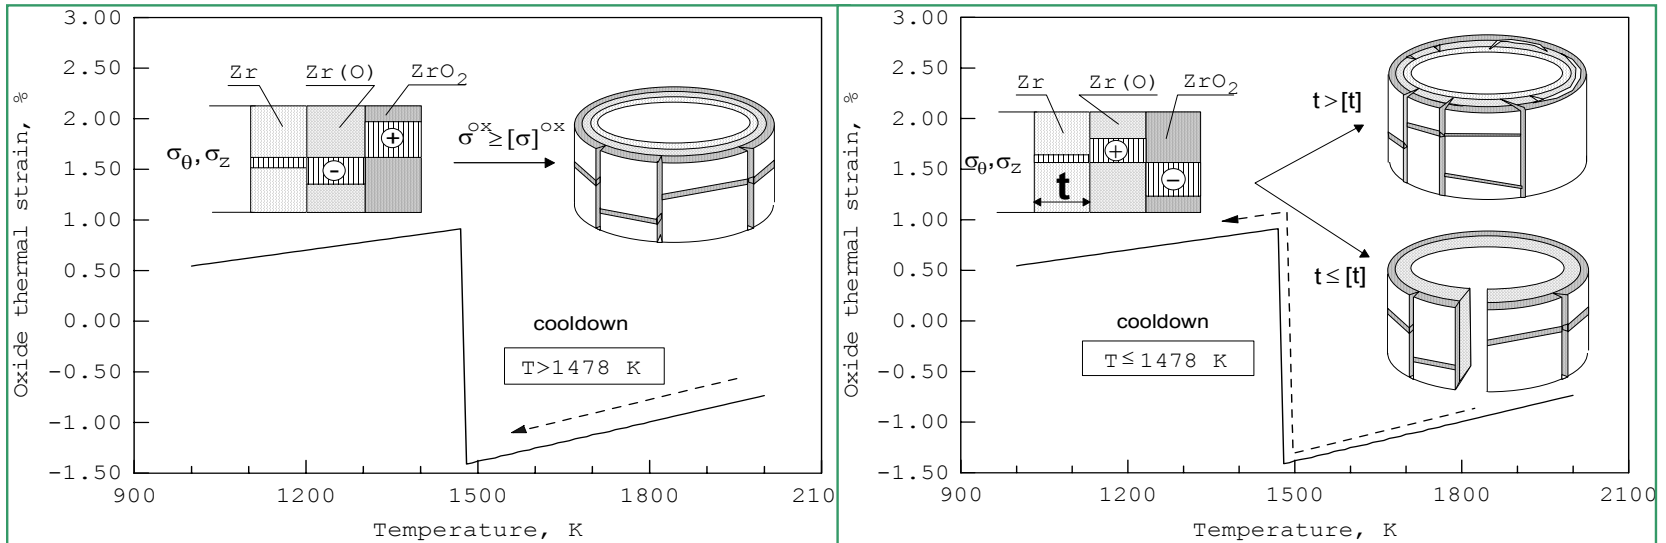 3.00
2.50
2.00
1.50
1.00
0.50
0.00
-0.50
-1.00
-1.50
Oxide thermal strain, %
Zr
Zr(O)
ZrO2
σθ, σz
-
+
σ^ox ≥ [σ]^ox
cooldown
T>1478 K
900
1200
1500
1800
210
Temperature, K
3.00
2.50
2.00
1.50
1.00
0.50
0.00
-0.50
-1.00
-1.50
Oxide thermal strain, %
Zr
Zr(O)
ZrO2
σθ, σz
t
+
-
t>[t]
t≤[t]
cooldown
T≤1478 K
900
1200
1500
1800
2100
Temperature, K